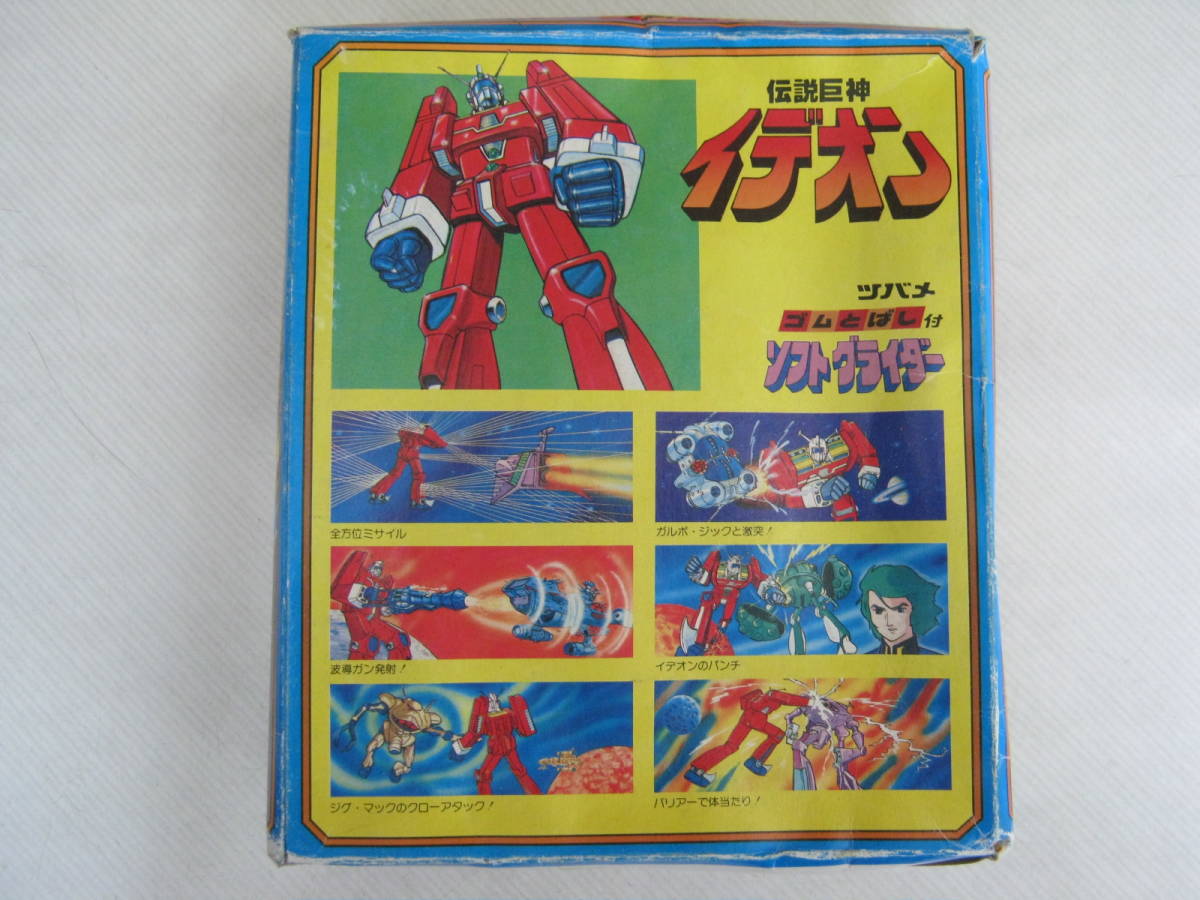 伝説巨神
イデオン
ツバメ
ゴムとばし付
ソフトグライダー
全方位ミサイル
ガルボ・ジックと激突!
波導ガン発射!
イデオンのパンチ
ジグ・マックのクローアタック!
バリアーで体当たり!